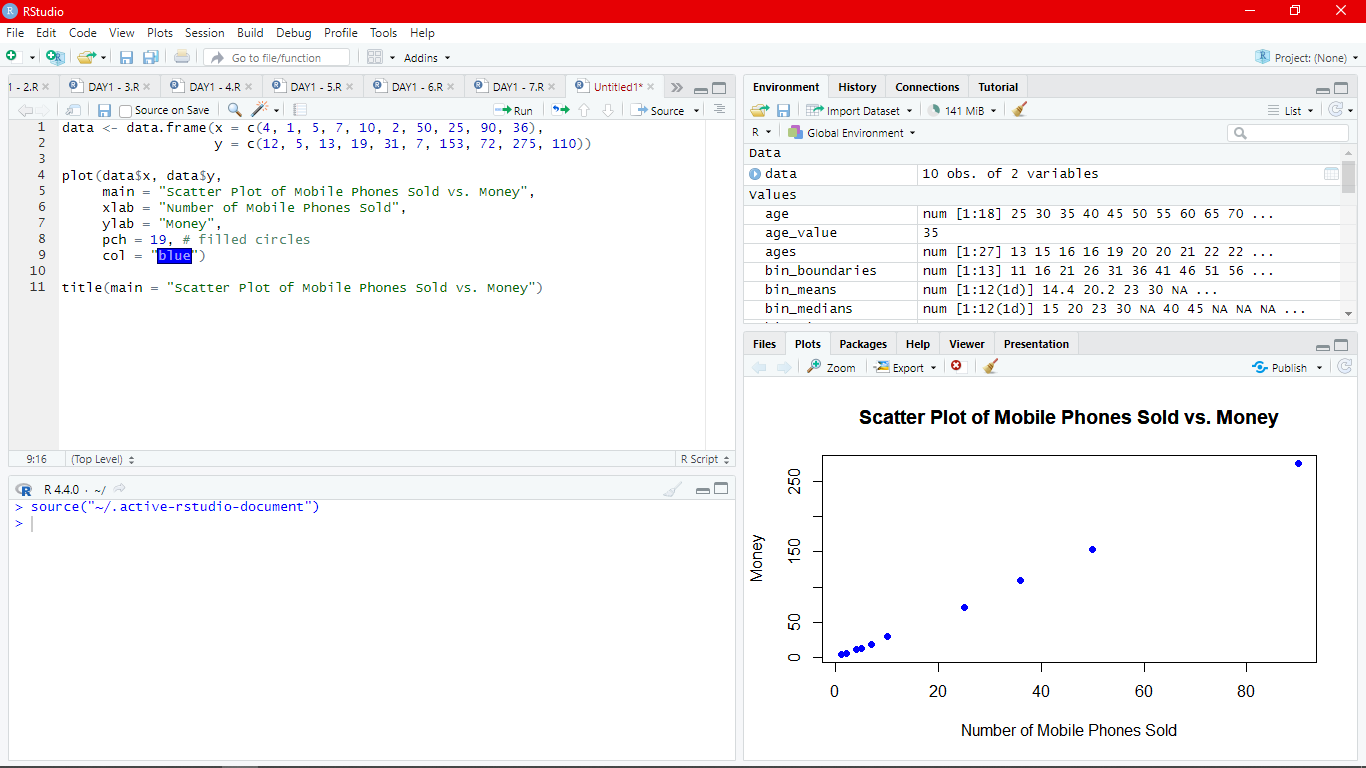 RStudio
File Edit Code View Plots Session Build Debug Profile Tools Help
Go to file/function Addins Project: (None)
1 - 2.R DAY1 - 3.R DAY1 - 4.R DAY1 - 5.R DAY1 - 6.R DAY1 - 7.R Untitled1*
Source on Save Run Source
1 data <- data.frame(x = c(4, 1, 5, 7, 10, 2, 50, 25, 90, 36),
2 y = c(12, 5, 13, 19, 31, 7, 153, 72, 275, 110))
3
4 plot(data$x, data$y,
5 main = "Scatter Plot of Mobile Phones Sold vs. Money",
6 xlab = "Number of Mobile Phones Sold",
7 ylab = "Money",
8 pch = 19, # filled circles
9 col = "blue")
10
11 title(main = "Scatter Plot of Mobile Phones Sold vs. Money")
9:16 (Top Level) R Script
R 4.4.0 · ~/
> source("~/.active-rstudio-document")
>
Environment History Connections Tutorial
Import Dataset 141 MiB List
R Global Environment
Data
data 10 obs. of 2 variables
Values
age num [1:18] 25 30 35 40 45 50 55 60 65 70 ...
age_value 35
ages num [1:27] 13 15 16 16 19 20 20 21 22 22 ...
bin_boundaries num [1:13] 11 16 21 26 31 36 41 46 51 56 ...
bin_means num [1:12(1d)] 14.4 20.2 23 30 NA ...
bin_medians num [1:12(1d)] 15 20 23 30 NA 40 45 NA NA NA ...
Files Plots Packages Help Viewer Presentation
Zoom Export Publish
Scatter Plot of Mobile Phones Sold vs. Money
250
150
50
0
Money
0 20 40 60 80
Number of Mobile Phones Sold